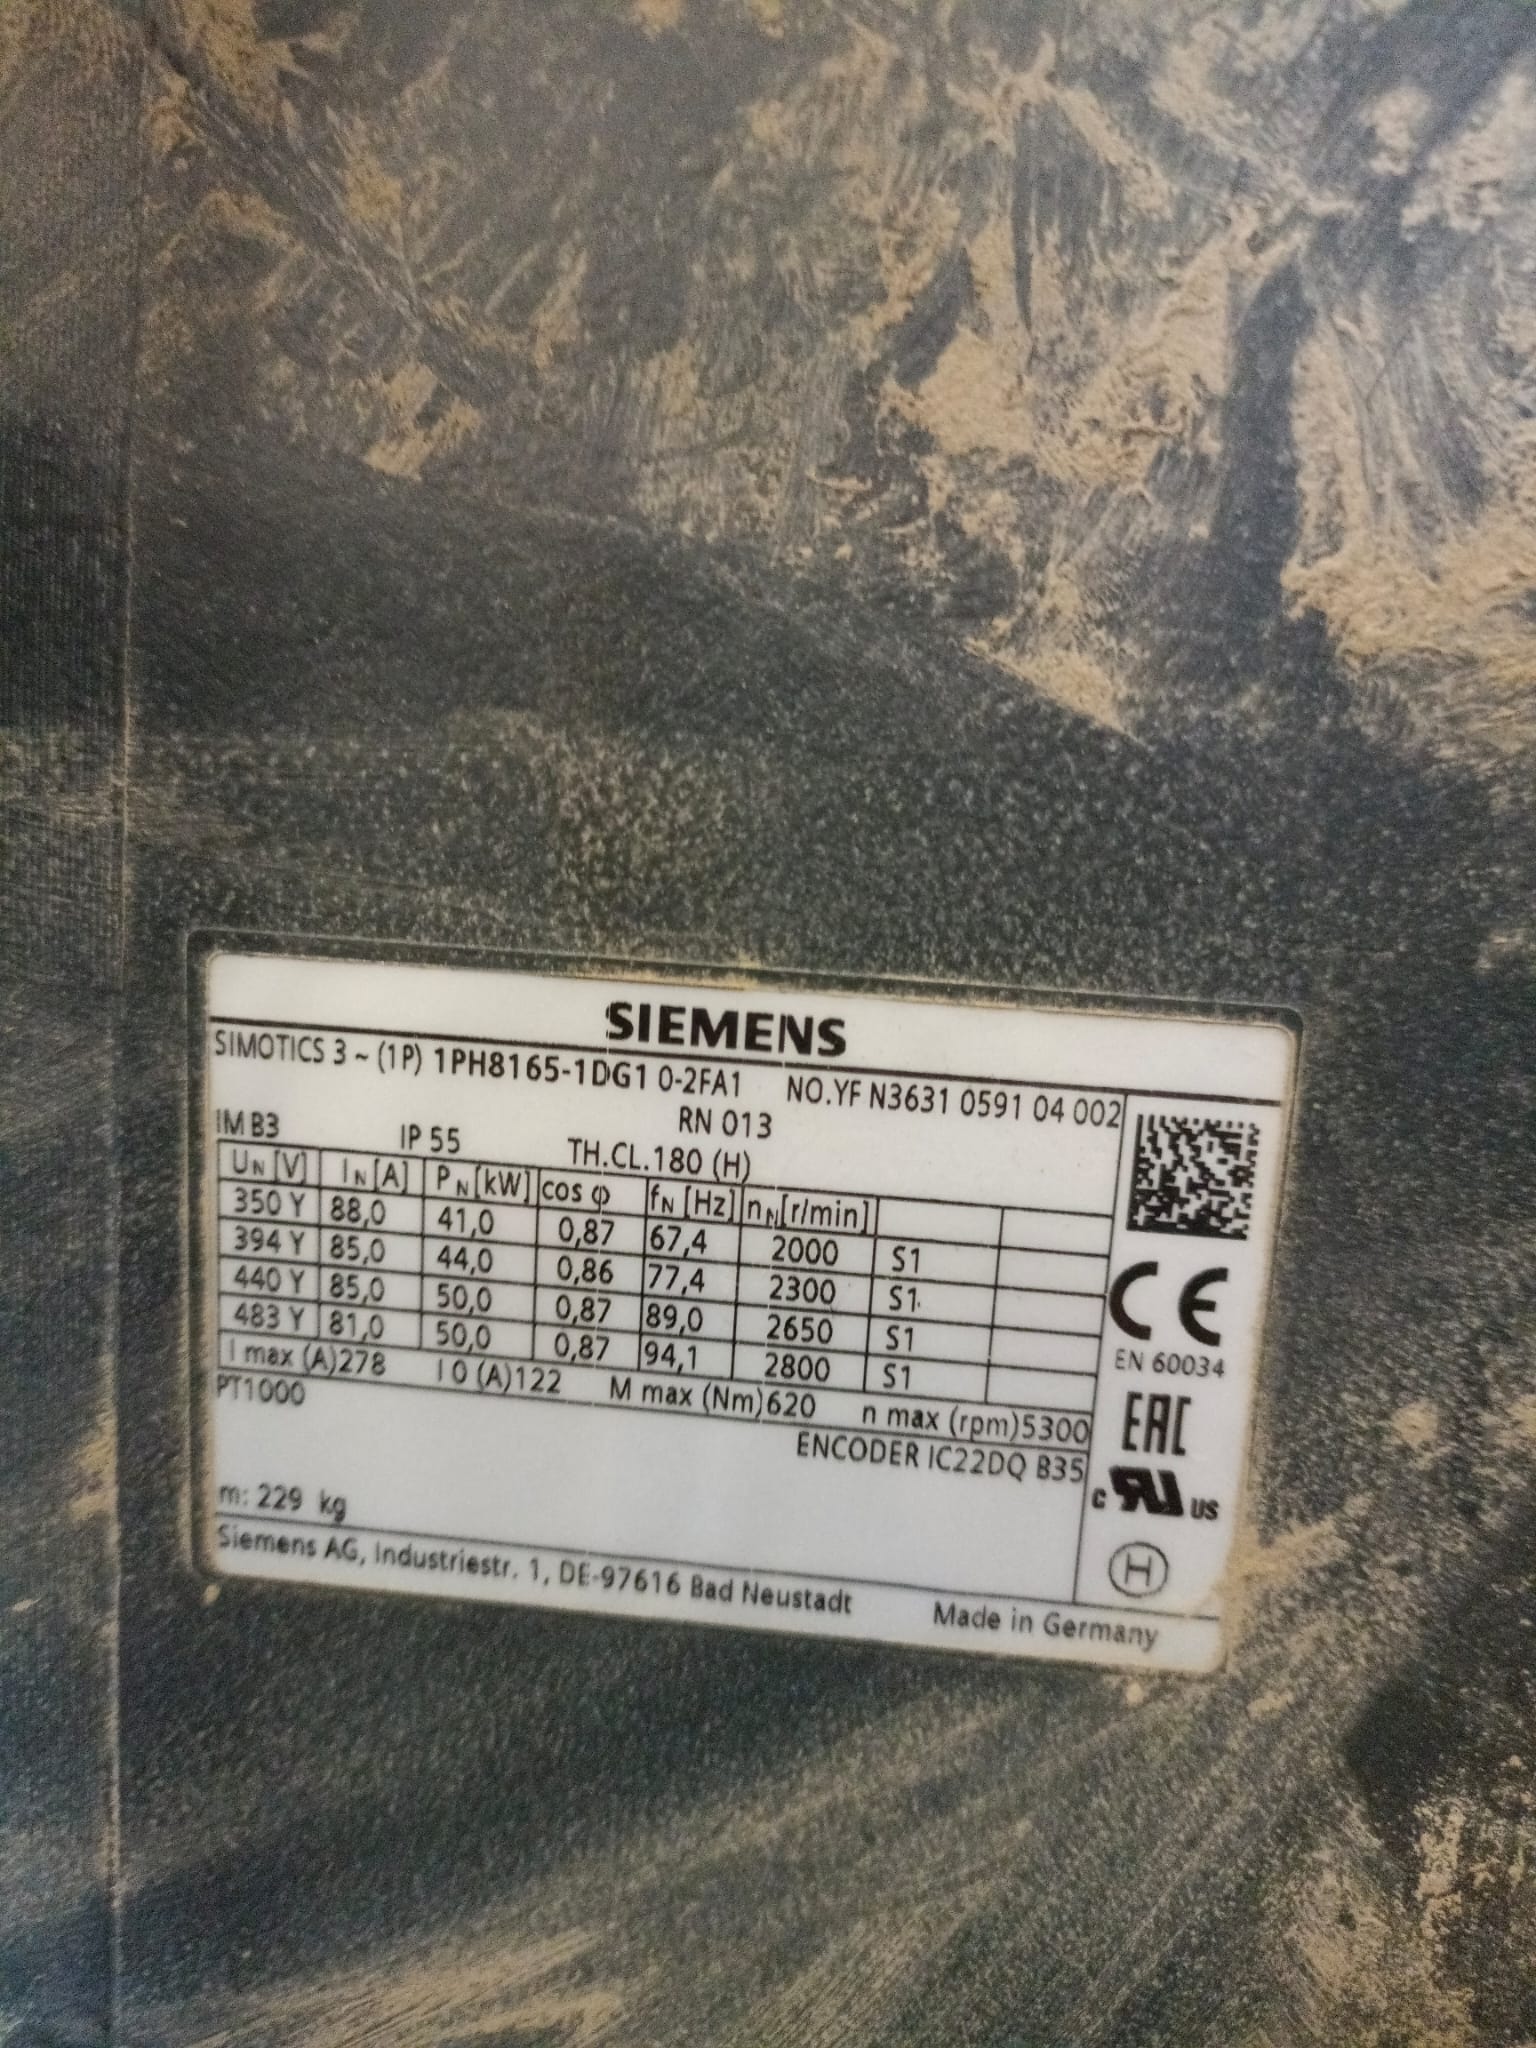 SIEMENS
SIMOTICS 3 ~ (1P) 1PH8165-1DG1 0-2FA1 NO.YF N3631 0591 04 002
RN 013
IM B3 IP 55 TH.CL.180 (H)
UN [V] IN [A] PN [kW] cos φ fN [Hz] nN [r/min]
350 Y 88,0 41,0 0,87 67,4 2000 S1
394 Y 85,0 44,0 0,86 77,4 2300 S1
440 Y 85,0 50,0 0,87 89,0 2650 S1
483 Y 81,0 50,0 0,87 94,1 2800 S1
I max (A)278 I 0 (A)122 M max (Nm)620 n max (rpm)5300
PT1000 ENCODER IC22DQ B35
m: 229 kg
Siemens AG, Industriestr. 1, DE-97616 Bad Neustadt Made in Germany
CE
EN 60034
EAC
c RU US
H